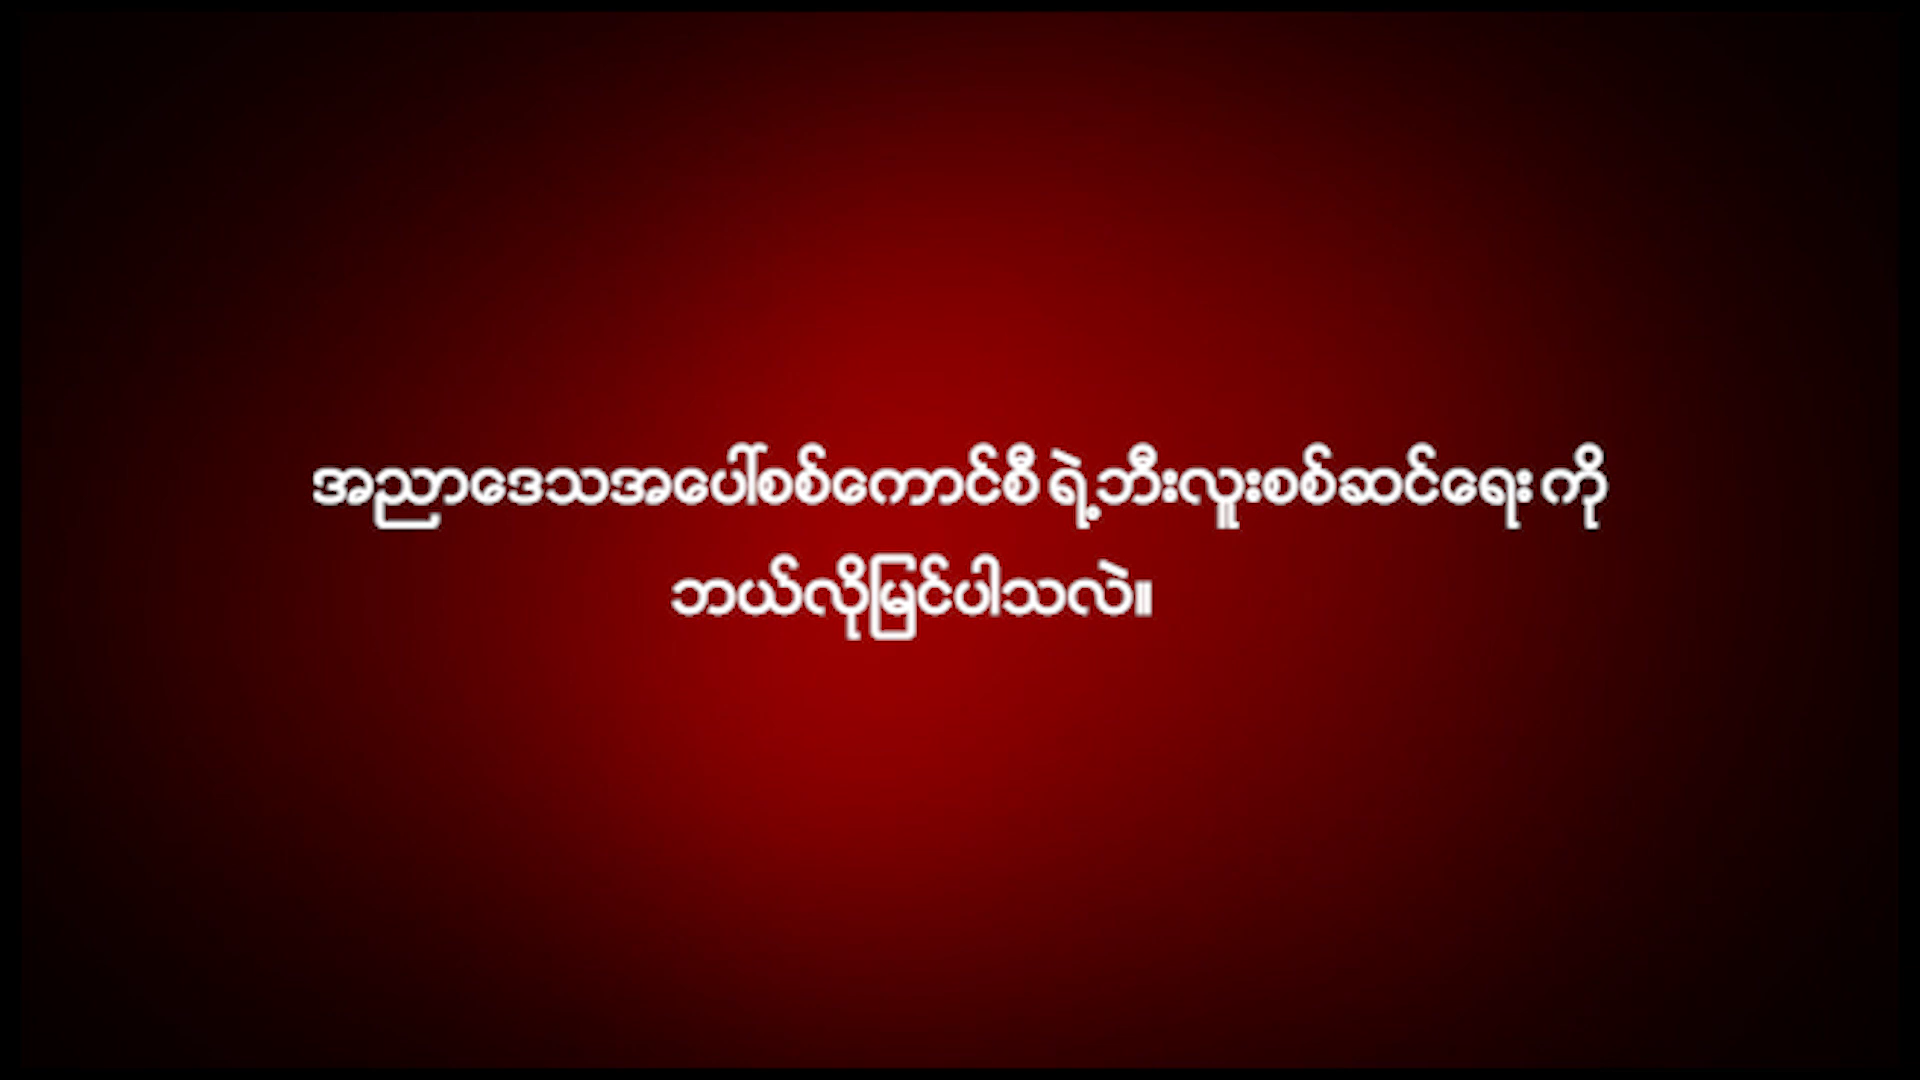 အညာဒေသအပေါ်စစ်ကောင်စီ ရဲ့ဘီးလူးစစ်ဆင်ရေး ကို
ဘယ်လိုမြင်ပါသလဲ။